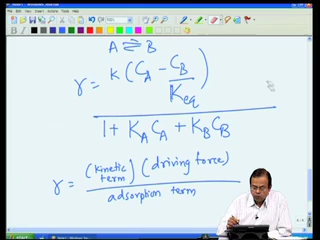 A ⇌ B
r = k (C_A − C_B / K_eq) / 1 + K_A C_A + K_B C_B
r = (kinetic term) (driving force) / adsorption term